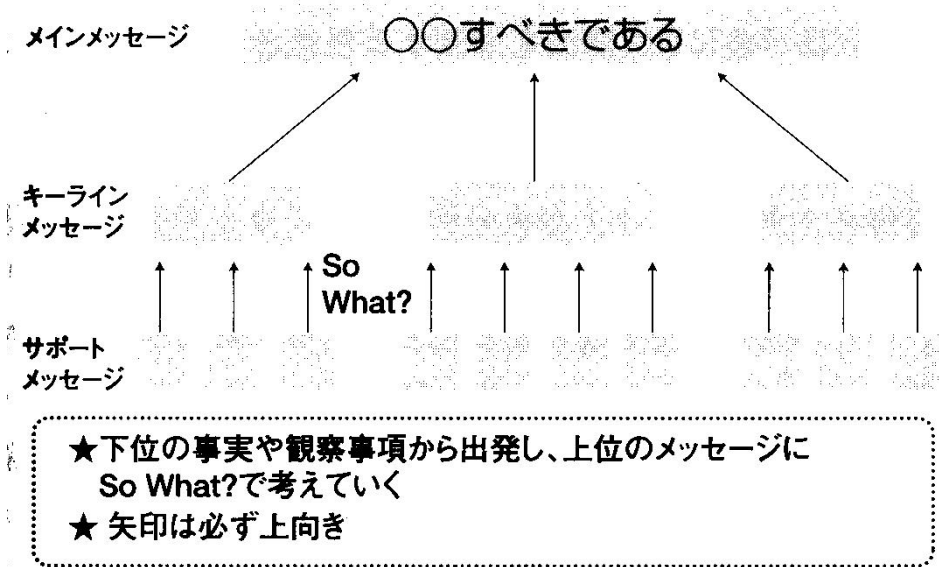 メインメッセージ
○○すべきである
キーライン
メッセージ
So
What?
サポート
メッセージ
★下位の事実や観察事項から出発し、上位のメッセージに
So What?で考えていく
★ 矢印は必ず上向き